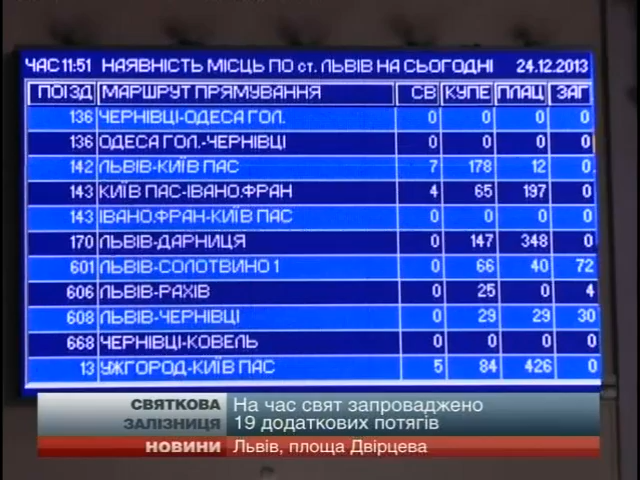 ЧАС 11:51 НАЯВНІСТЬ МІСЦЬ ПО ст. ЛЬВІВ НА СЬОГОДНІ 24.12.2013
ПОЇЗД МАРШРУТ ПРЯМУВАННЯ СВ КУПЕ ПЛАЦ ЗАГ
136 ЧЕРНІВЦІ-ОДЕСА ГОЛ. 0 0 0 0
136 ОДЕСА ГОЛ.-ЧЕРНІВЦІ 0 0 0 0
142 ЛЬВІВ-КИЇВ ПАС 7 178 12 0
143 КИЇВ ПАС-ІВАНО.ФРАН 4 65 197 0
143 ІВАНО.ФРАН-КИЇВ ПАС 0 0 0 0
170 ЛЬВІВ-ДАРНИЦЯ 0 147 348 0
601 ЛЬВІВ-СОЛОТВИНО 1 0 66 40 72
606 ЛЬВІВ-РАХІВ 0 25 0 4
608 ЛЬВІВ-ЧЕРНІВЦІ 0 29 29 30
668 ЧЕРНІВЦІ-КОВЕЛЬ 0 0 0 0
13 УЖГОРОД-КИЇВ ПАС 5 84 426 0
СВЯТКОВА ЗАЛІЗНИЦЯ
На час свят запроваджено
19 додаткових потягів
НОВИНИ Львів, площа Двірцева